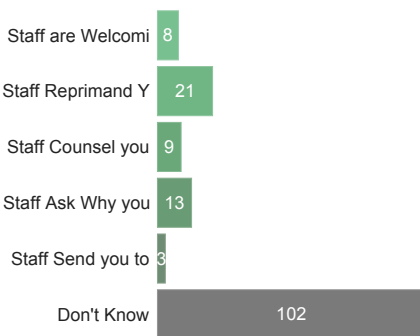 Staff are Welcomi 8
Staff Reprimand Y 21
Staff Counsel you 9
Staff Ask Why you 13
Staff Send you to 3
Don't Know 102